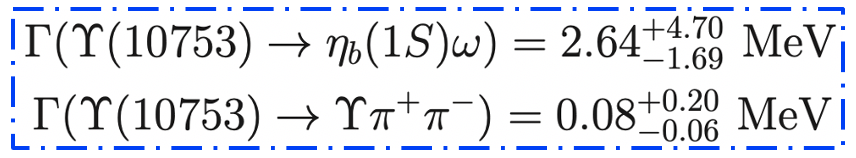 Γ(ϒ(10753) → η_b(1S)ω) = 2.64^{+4.70}_{−1.69} MeV
Γ(ϒ(10753) → ϒπ⁺π⁻) = 0.08^{+0.20}_{−0.06} MeV